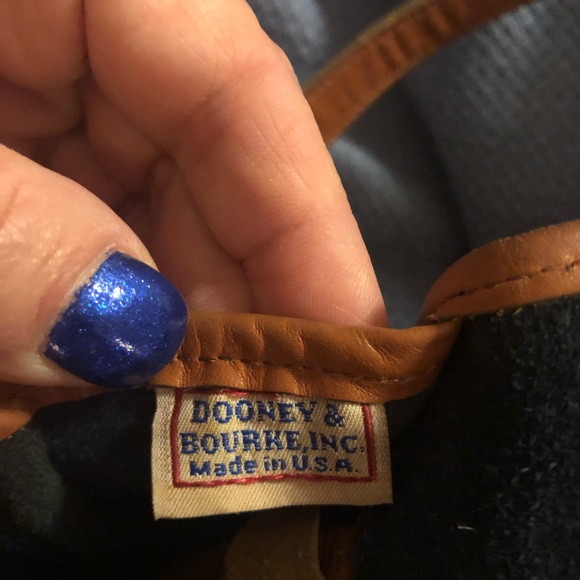 DOONEY &
BOURKE, INC.
Made in U.S.A.